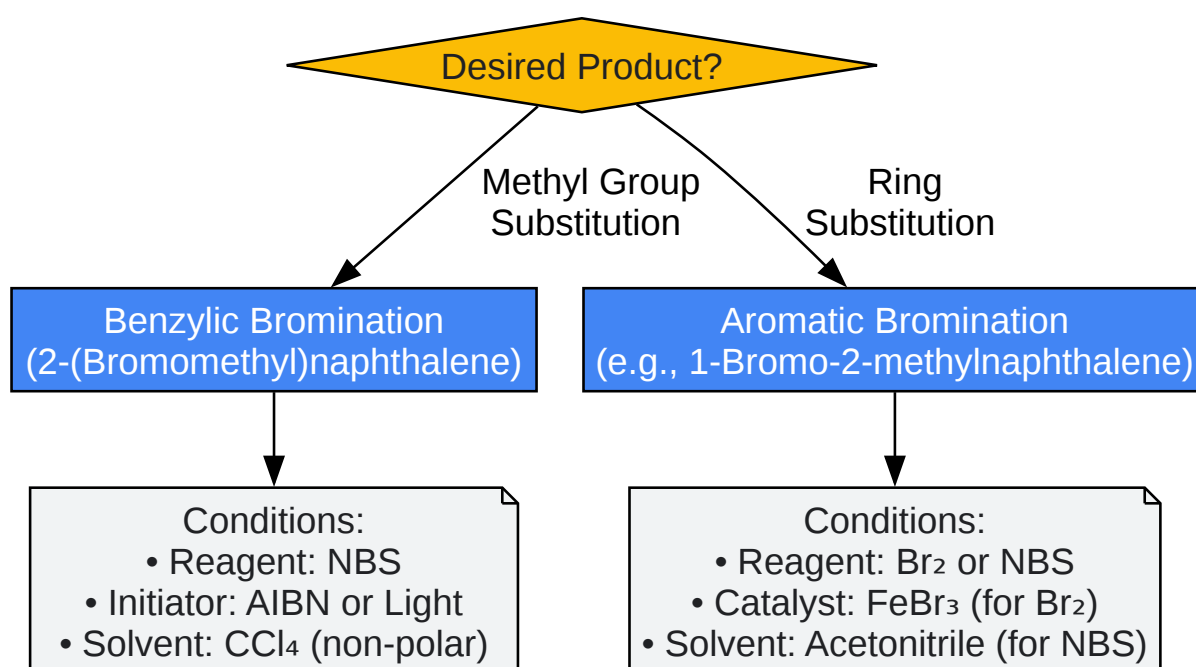 Desired Product?
Methyl Group
Substitution
Ring
Substitution
Benzylic Bromination
(2-(Bromomethyl)naphthalene)
Aromatic Bromination
(e.g., 1-Bromo-2-methylnaphthalene)
Conditions:
• Reagent: NBS
• Initiator: AIBN or Light
• Solvent: CCl₄ (non-polar)
Conditions:
• Reagent: Br₂ or NBS
• Catalyst: FeBr₃ (for Br₂)
• Solvent: Acetonitrile (for NBS)